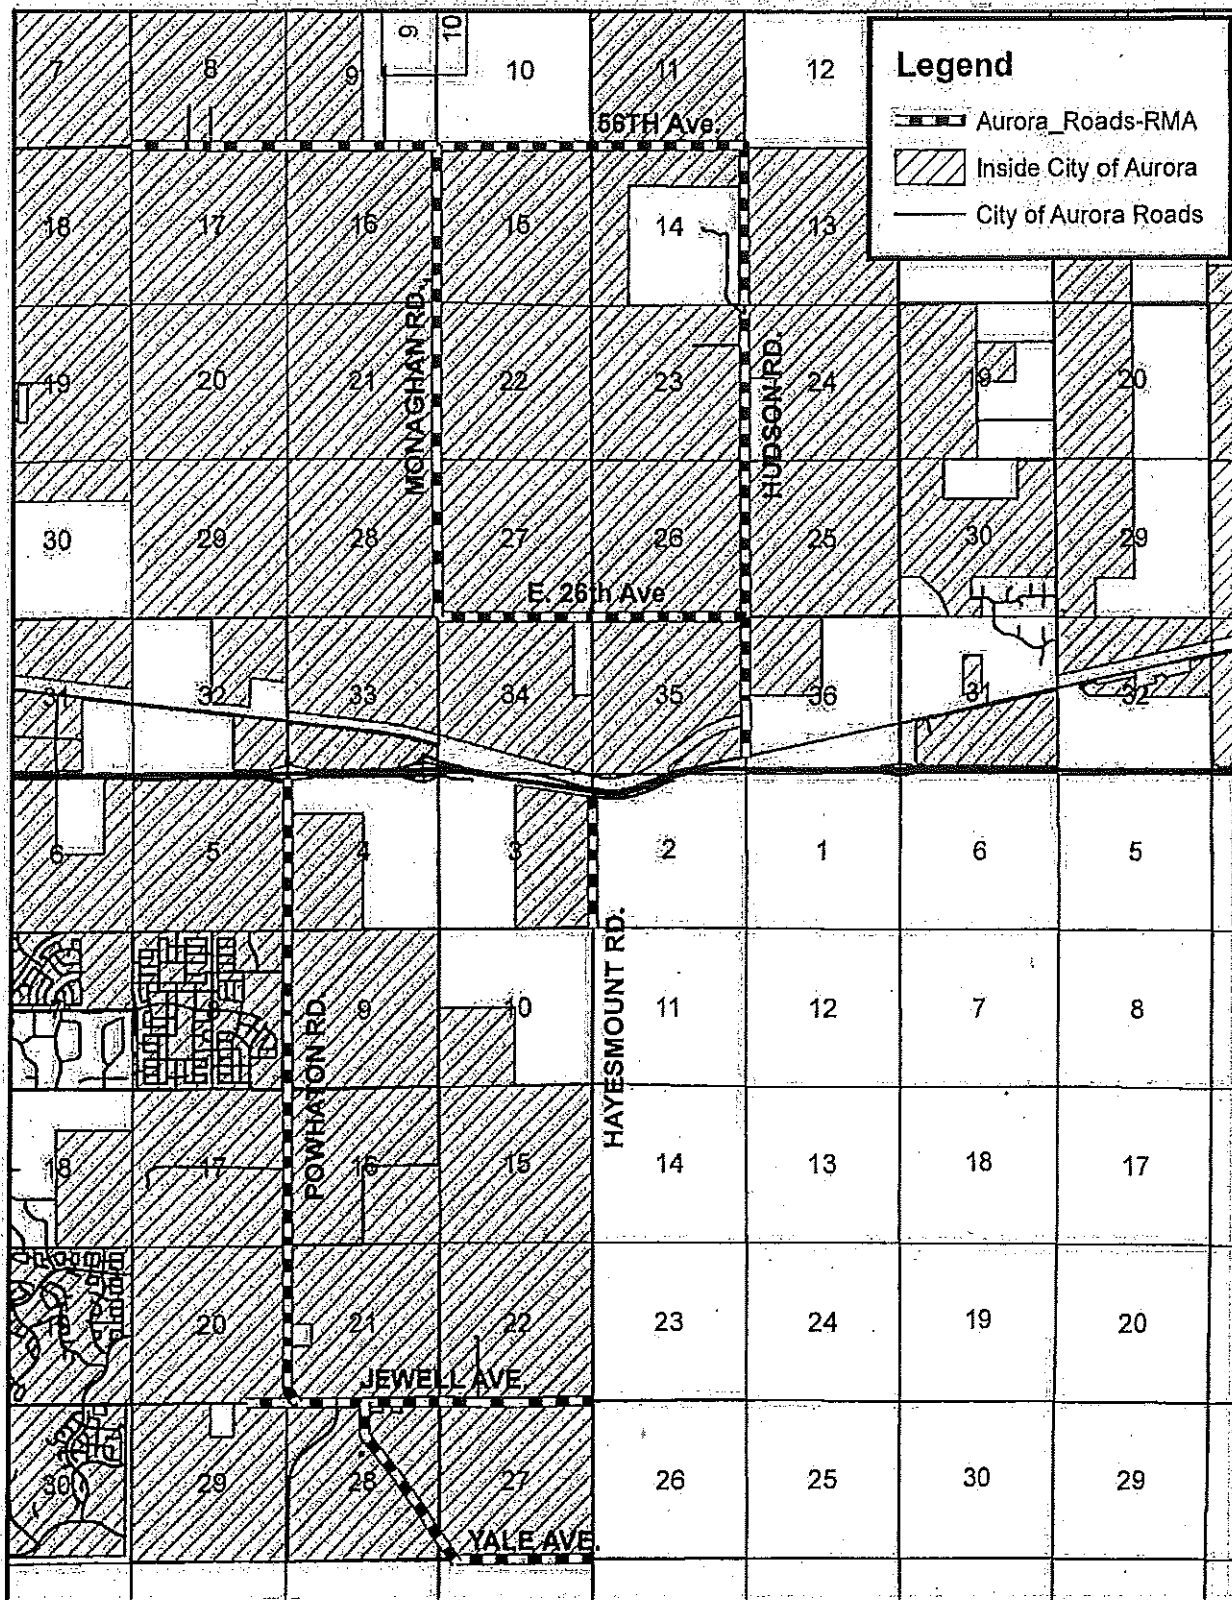 9 10
7 8 9 10 11 12
Legend
Aurora_Roads-RMA
Inside City of Aurora
City of Aurora Roads
56TH Ave.
18 17 16 15 14 13
MONAGHAN RD.
HUDSON RD.
19 20 21 22 23 24 19 20
30 29 28 27 26 25 30 29
E. 26th Ave
31 32 33 34 35 36 31 32
6 5 4 3 2 1 6 5
HAYESMOUNT RD.
POWHATON RD.
8 9 10 11 12 7 8
18 17 16 15 14 13 18 17
20 21 22 23 24 19 20
JEWELL AVE.
30 29 28 27 26 25 30 29
YALE AVE.